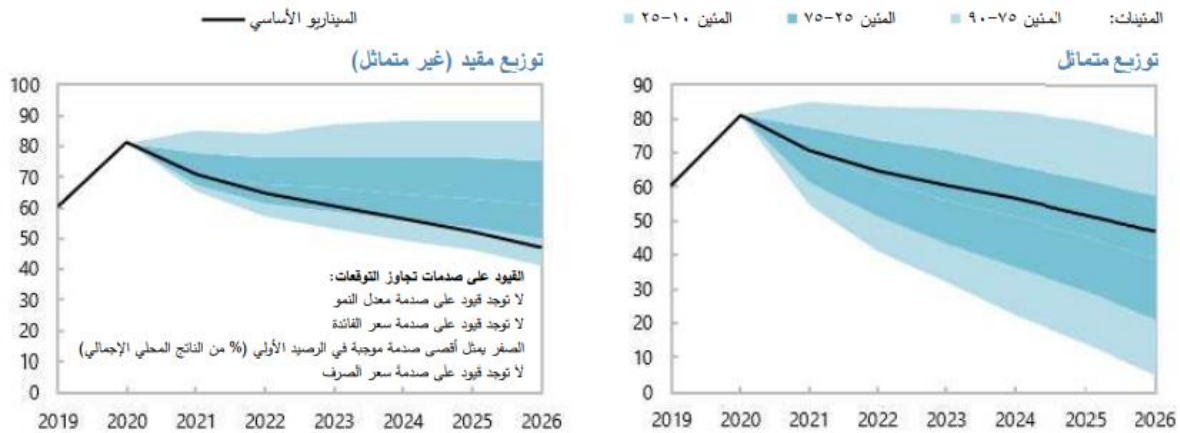 المئينات: المئين ٧٥-٩٠ المئين ٢٥-٧٥ المئين ١٠-٢٥ السيناريو الأساسي
توزيع متماثل
90
80
70
60
50
40
30
20
10
0
2019 2020 2021 2022 2023 2024 2025 2026
توزيع مقيد (غير متماثل)
100
90
80
70
60
50
40
30
20
10
0
القيود على صدمات تجاوز التوقعات:
لا توجد قيود على صدمة معدل النمو
لا توجد قيود على صدمة سعر الفائدة
الصفر يمثل أقصى صدمة موجبة في الرصيد الأولي (% من الناتج المحلي الإجمالي)
لا توجد قيود على صدمة سعر الصرف
2019 2020 2021 2022 2023 2024 2025 2026